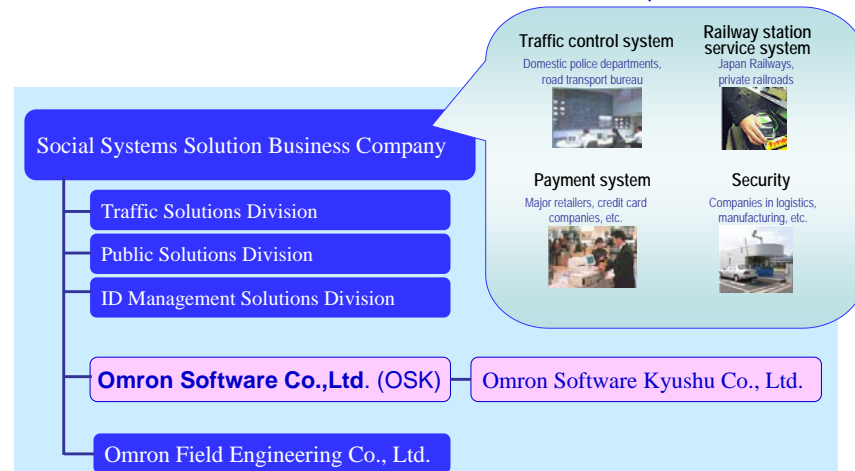 Traffic control system
Domestic police departments,
road transport bureau
Railway station
service system
Japan Railways,
private railroads
Payment system
Major retailers, credit card
companies, etc.
Security
Companies in logistics,
manufacturing, etc.
Social Systems Solution Business Company
Traffic Solutions Division
Public Solutions Division
ID Management Solutions Division
Omron Software Co.,Ltd. (OSK)
Omron Software Kyushu Co., Ltd.
Omron Field Engineering Co., Ltd.